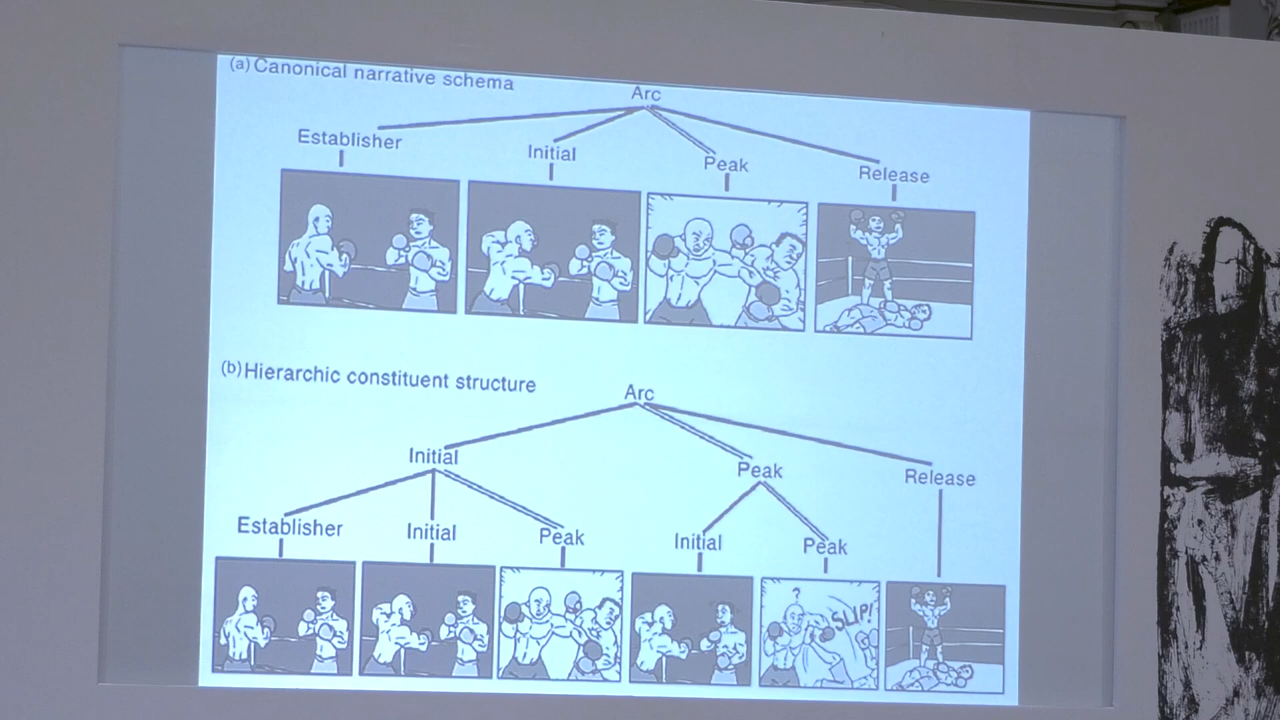 (a) Canonical narrative schema
Arc
Establisher
Initial
Peak
Release
(b) Hierarchic constituent structure
Arc
Initial
Peak
Release
Establisher
Initial
Peak
Initial
Peak
?
SLIP!